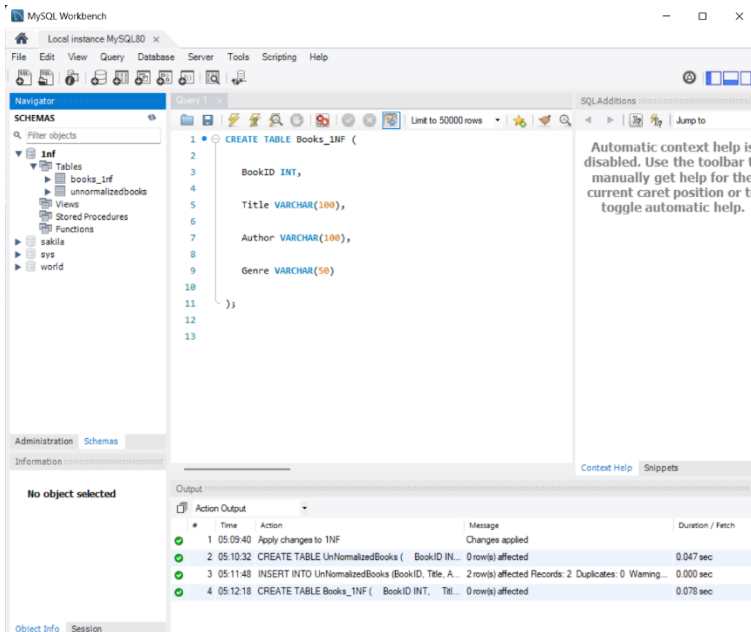 MySQL Workbench
Local instance MySQL80
File Edit View Query Database Server Tools Scripting Help
Navigator
SCHEMAS
Filter objects
1nf
Tables
books_1nf
unnormalizedbooks
Views
Stored Procedures
Functions
sakila
sys
world
Administration Schemas
Information
No object selected
Object Info Session
Query 1
Limit to 50000 rows
1 CREATE TABLE Books_1NF (
2
3 BookID INT,
4
5 Title VARCHAR(100),
6
7 Author VARCHAR(100),
8
9 Genre VARCHAR(50)
10
11 );
12
13
SQLAdditions
Jump to
Automatic context help is
disabled. Use the toolbar t
manually get help for the
current caret position or t
toggle automatic help.
Context Help Snippets
Output
Action Output
# Time Action Message Duration / Fetch
1 05:09:40 Apply changes to 1NF Changes applied
2 05:10:32 CREATE TABLE UnNormalizedBooks ( BookID IN... 0 row(s) affected 0.047 sec
3 05:11:48 INSERT INTO UnNormalizedBooks (BookID, Title, A... 2 row(s) affected Records: 2 Duplicates: 0 Warning... 0.000 sec
4 05:12:18 CREATE TABLE Books_1NF ( BookID INT, Titl... 0 row(s) affected 0.078 sec